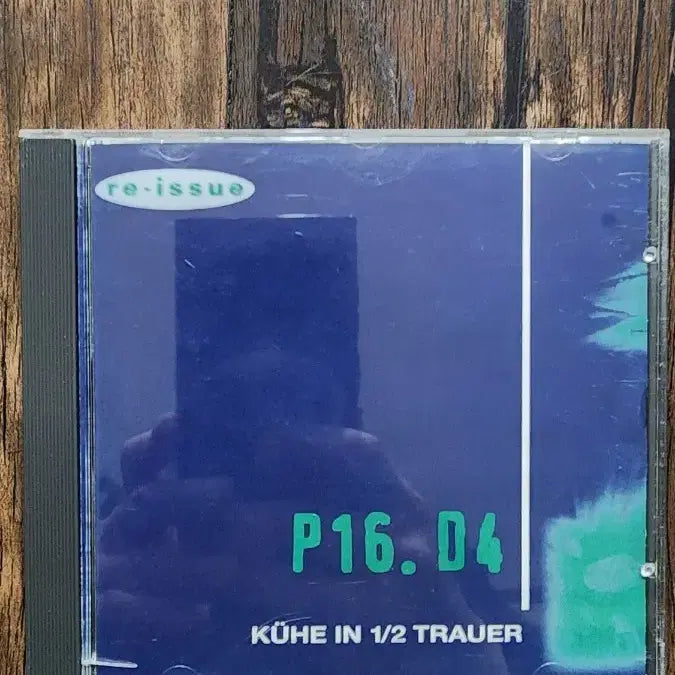 re-issue
P16. D4
KÜHE IN 1/2 TRAUER